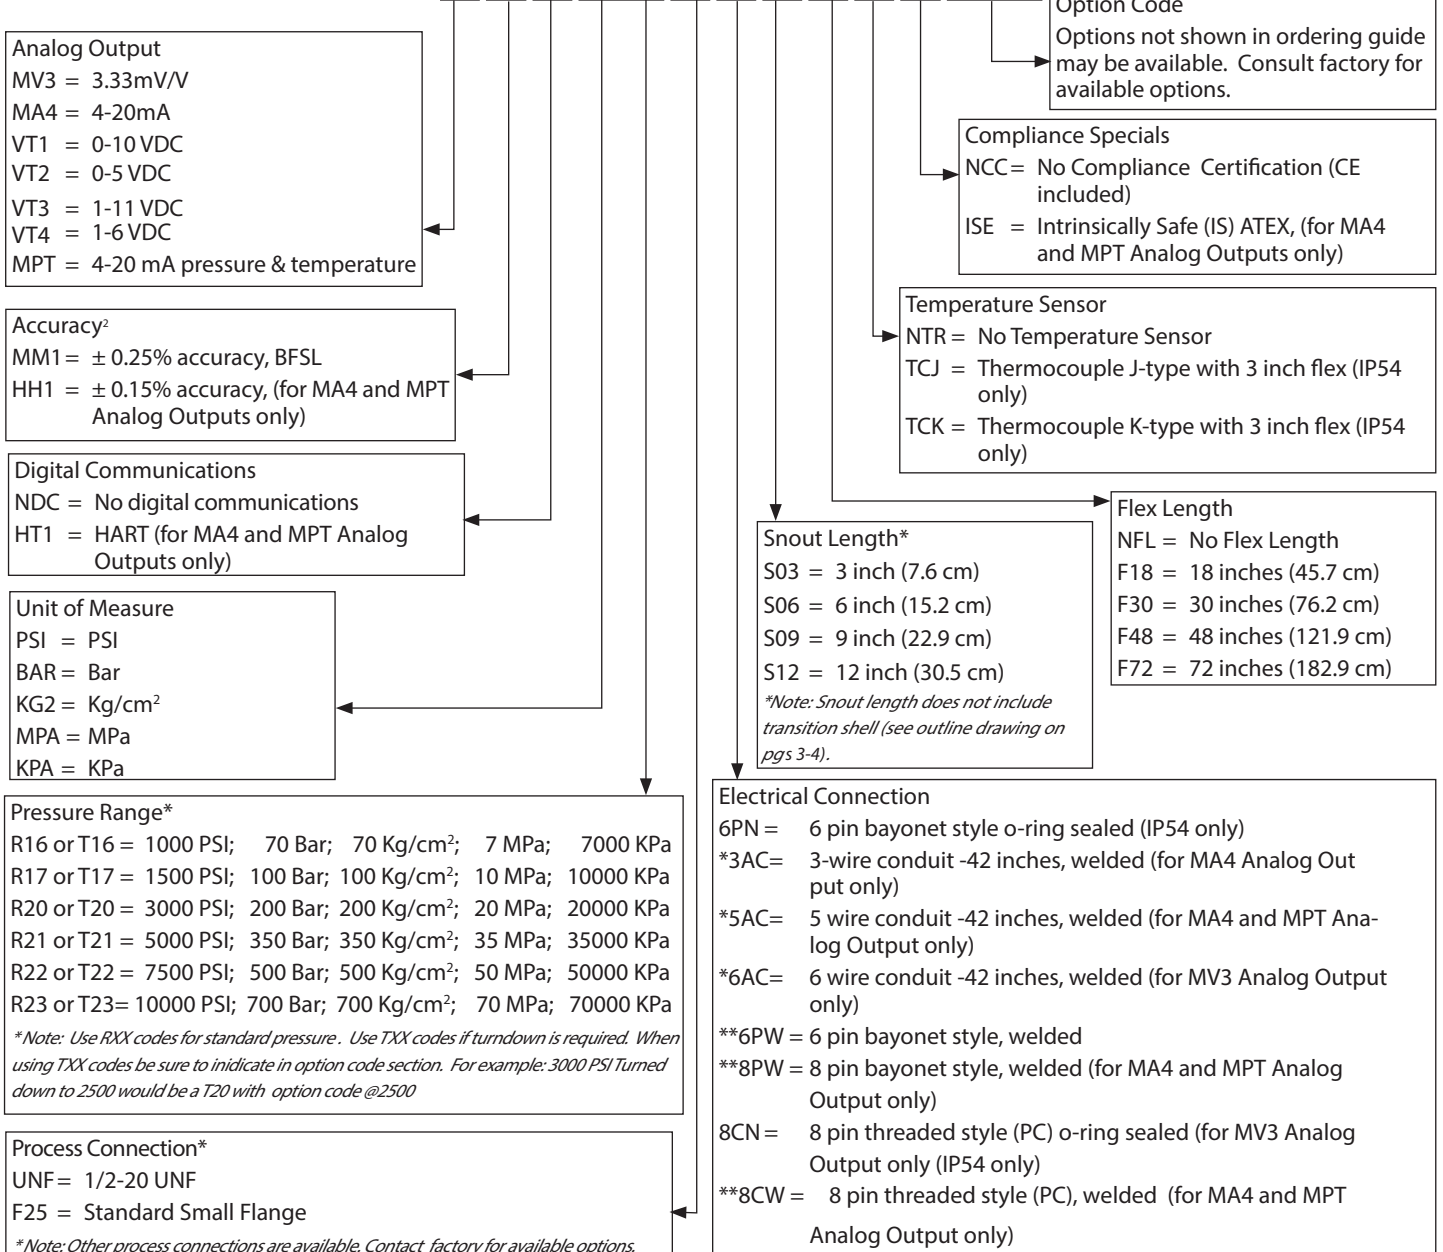 Option Code
Options not shown in ordering guide
may be available. Consult factory for
available options.
Analog Output
MV3 = 3.33mV/V
MA4 = 4-20mA
VT1 = 0-10 VDC
VT2 = 0-5 VDC
VT3 = 1-11 VDC
VT4 = 1-6 VDC
MPT = 4-20 mA pressure & temperature
Compliance Specials
NCC= No Compliance Certification (CE
included)
ISE = Intrinsically Safe (IS) ATEX, (for MA4
and MPT Analog Outputs only)
Accuracy²
MM1= ± 0.25% accuracy, BFSL
HH1 = ± 0.15% accuracy, (for MA4 and MPT
Analog Outputs only)
Temperature Sensor
NTR = No Temperature Sensor
TCJ = Thermocouple J-type with 3 inch flex (IP54
only)
TCK = Thermocouple K-type with 3 inch flex (IP54
only)
Digital Communications
NDC = No digital communications
HT1 = HART (for MA4 and MPT Analog
Outputs only)
Snout Length*
S03 = 3 inch (7.6 cm)
S06 = 6 inch (15.2 cm)
S09 = 9 inch (22.9 cm)
S12 = 12 inch (30.5 cm)
*Note: Snout length does not include
transition shell (see outline drawing on
pgs 3-4).
Flex Length
NFL = No Flex Length
F18 = 18 inches (45.7 cm)
F30 = 30 inches (76.2 cm)
F48 = 48 inches (121.9 cm)
F72 = 72 inches (182.9 cm)
Unit of Measure
PSI = PSI
BAR = Bar
KG2 = Kg/cm²
MPA = MPa
KPA = KPa
Pressure Range*
R16 or T16 = 1000 PSI; 70 Bar; 70 Kg/cm²; 7 MPa; 7000 KPa
R17 or T17 = 1500 PSI; 100 Bar; 100 Kg/cm²; 10 MPa; 10000 KPa
R20 or T20 = 3000 PSI; 200 Bar; 200 Kg/cm²; 20 MPa; 20000 KPa
R21 or T21 = 5000 PSI; 350 Bar; 350 Kg/cm²; 35 MPa; 35000 KPa
R22 or T22 = 7500 PSI; 500 Bar; 500 Kg/cm²; 50 MPa; 50000 KPa
R23 or T23= 10000 PSI; 700 Bar; 700 Kg/cm²; 70 MPa; 70000 KPa
*Note: Use RXX codes for standard pressure . Use TXX codes if turndown is required. When
using TXX codes be sure to inidicate in option code section. For example: 3000 PSI Turned
down to 2500 would be a T20 with option code @2500
Electrical Connection
6PN = 6 pin bayonet style o-ring sealed (IP54 only)
*3AC= 3-wire conduit -42 inches, welded (for MA4 Analog Out
put only)
*5AC= 5 wire conduit -42 inches, welded (for MA4 and MPT Ana-
log Output only)
*6AC= 6 wire conduit -42 inches, welded (for MV3 Analog Output
only)
**6PW = 6 pin bayonet style, welded
**8PW = 8 pin bayonet style, welded (for MA4 and MPT Analog
Output only)
8CN = 8 pin threaded style (PC) o-ring sealed (for MV3 Analog
Output only (IP54 only)
**8CW = 8 pin threaded style (PC), welded (for MA4 and MPT
Analog Output only)
Process Connection*
UNF = 1/2-20 UNF
F25 = Standard Small Flange
*Note: Other process connections are available. Contact factory for available options.